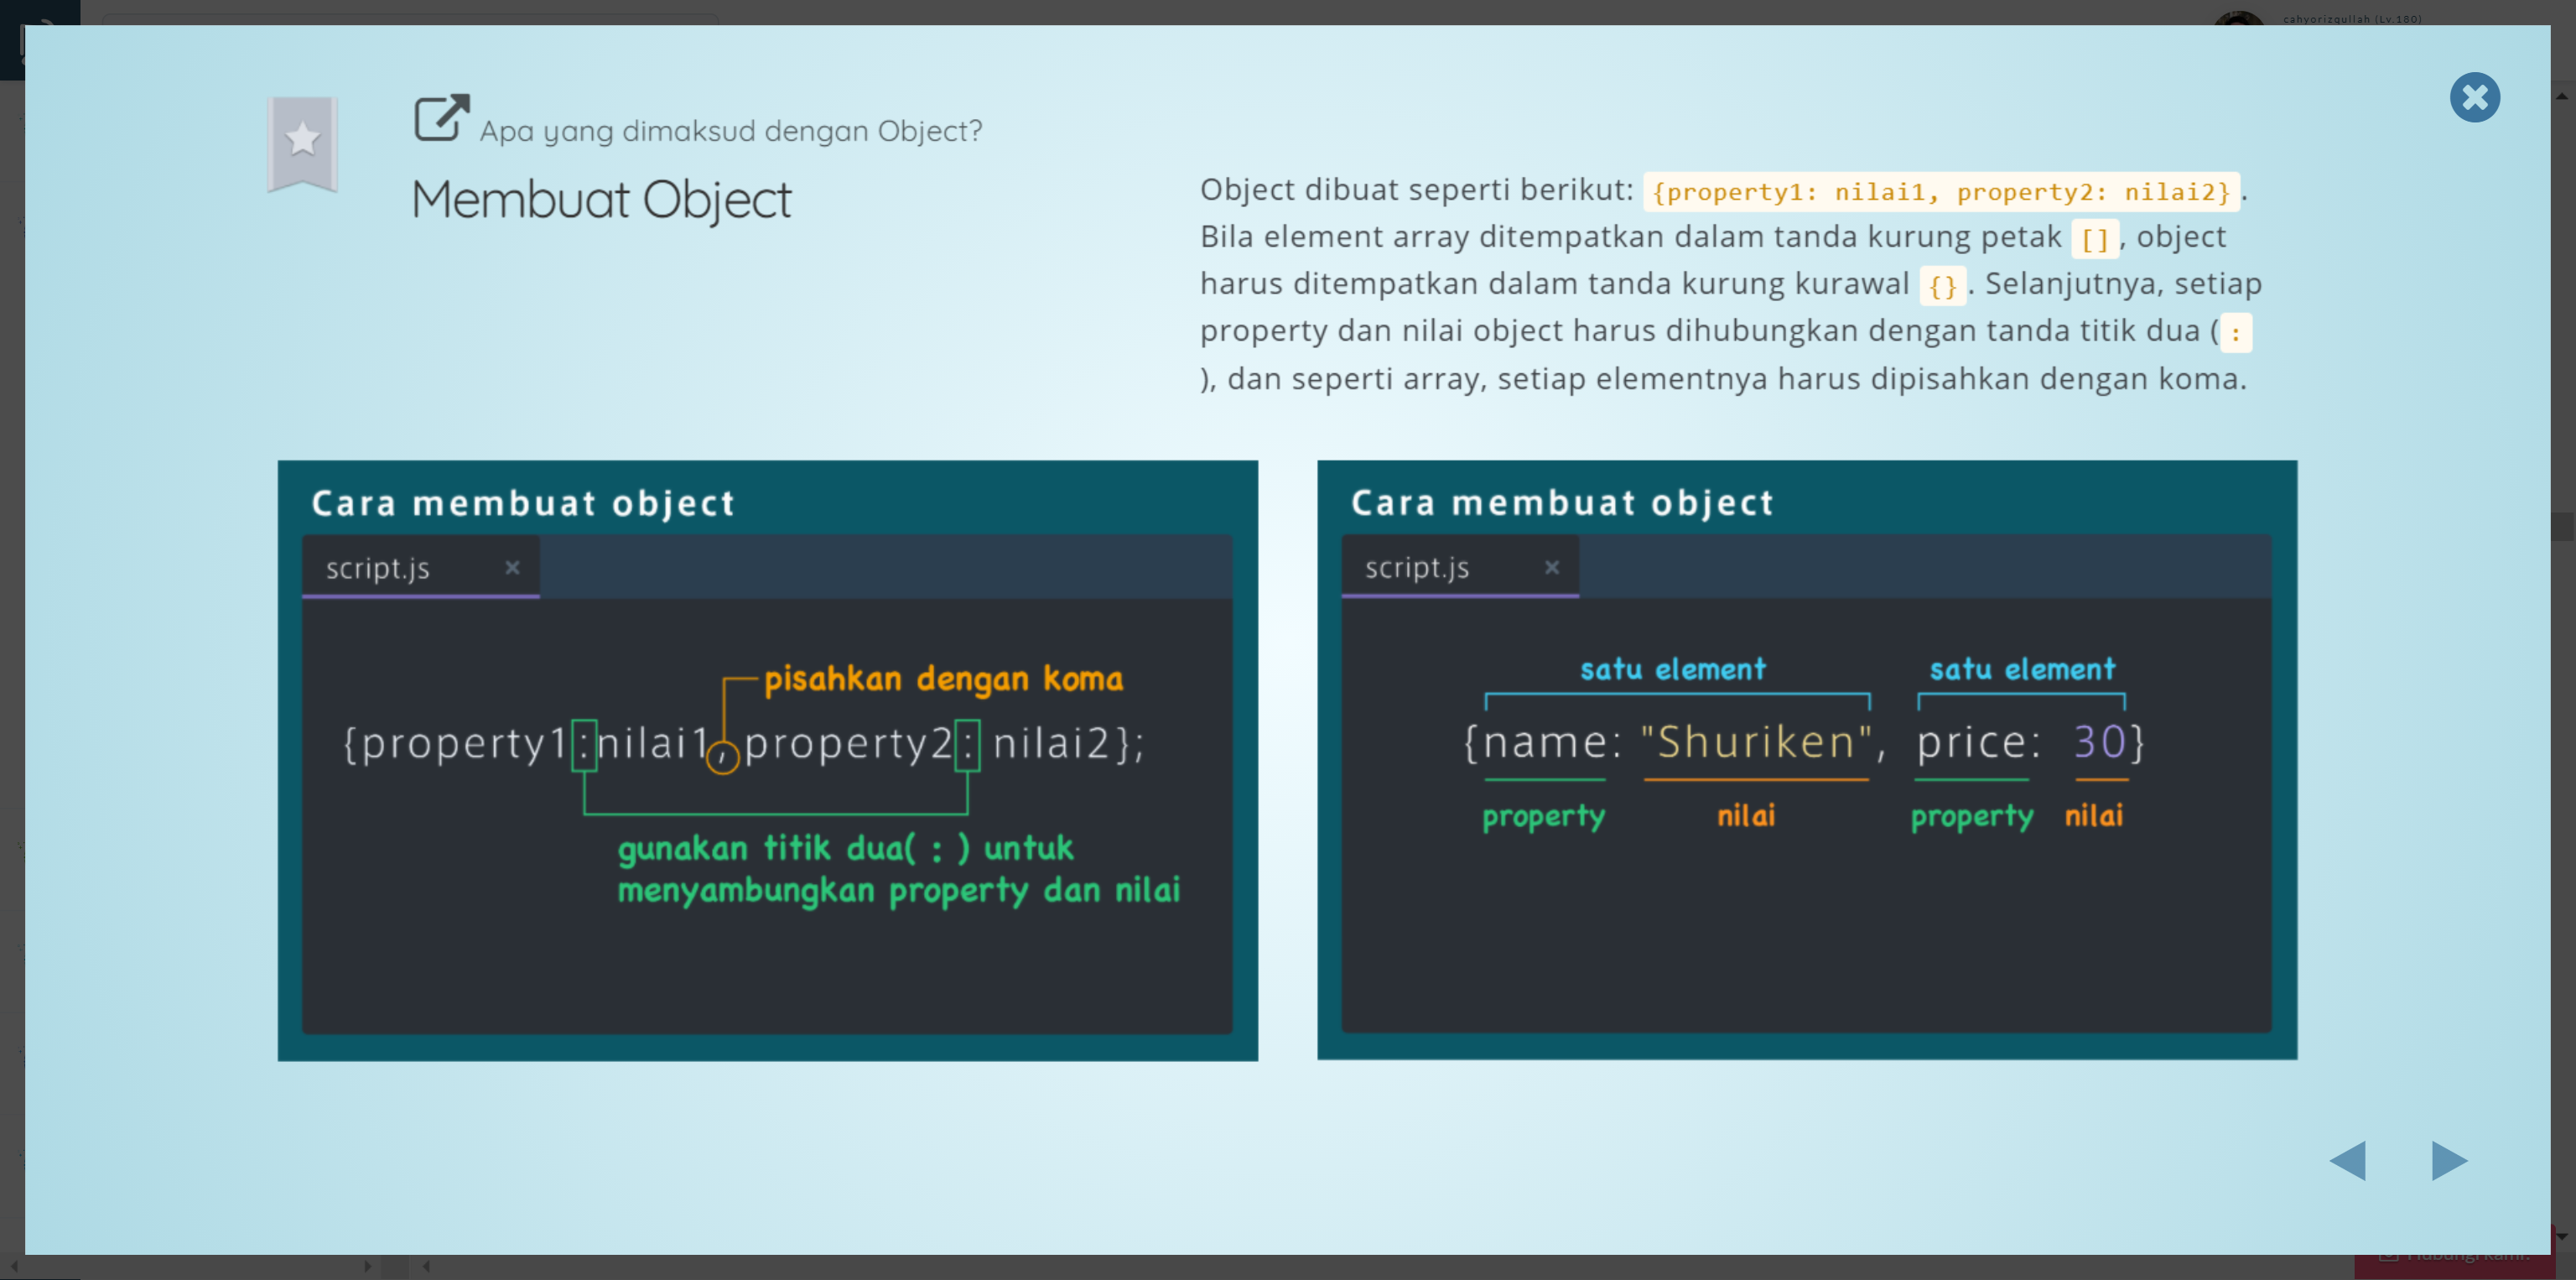 cahyorizqullah (Lv.180)
Apa yang dimaksud dengan Object?
Membuat Object
Object dibuat seperti berikut: {property1: nilai1, property2: nilai2}.
Bila element array ditempatkan dalam tanda kurung petak [], object
harus ditempatkan dalam tanda kurung kurawal {}. Selanjutnya, setiap
property dan nilai object harus dihubungkan dengan tanda titik dua ( :
), dan seperti array, setiap elementnya harus dipisahkan dengan koma.
Cara membuat object
script.js ×
pisahkan dengan koma
{property1:nilai1, property2: nilai2};
gunakan titik dua( : ) untuk
menyambungkan property dan nilai
Cara membuat object
script.js ×
satu element satu element
{name: "Shuriken", price: 30}
property nilai property nilai
Hubungi kami!